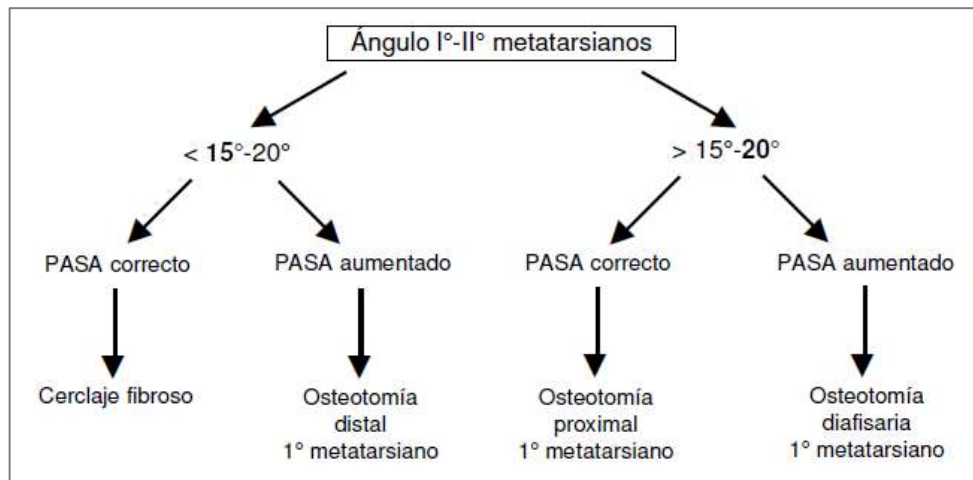 Ángulo I°-II° metatarsianos
< 15°-20°
> 15°-20°
PASA correcto
PASA aumentado
PASA correcto
PASA aumentado
Cerclaje fibroso
Osteotomía
distal
1° metatarsiano
Osteotomía
proximal
1° metatarsiano
Osteotomía
diafisaria
1° metatarsiano